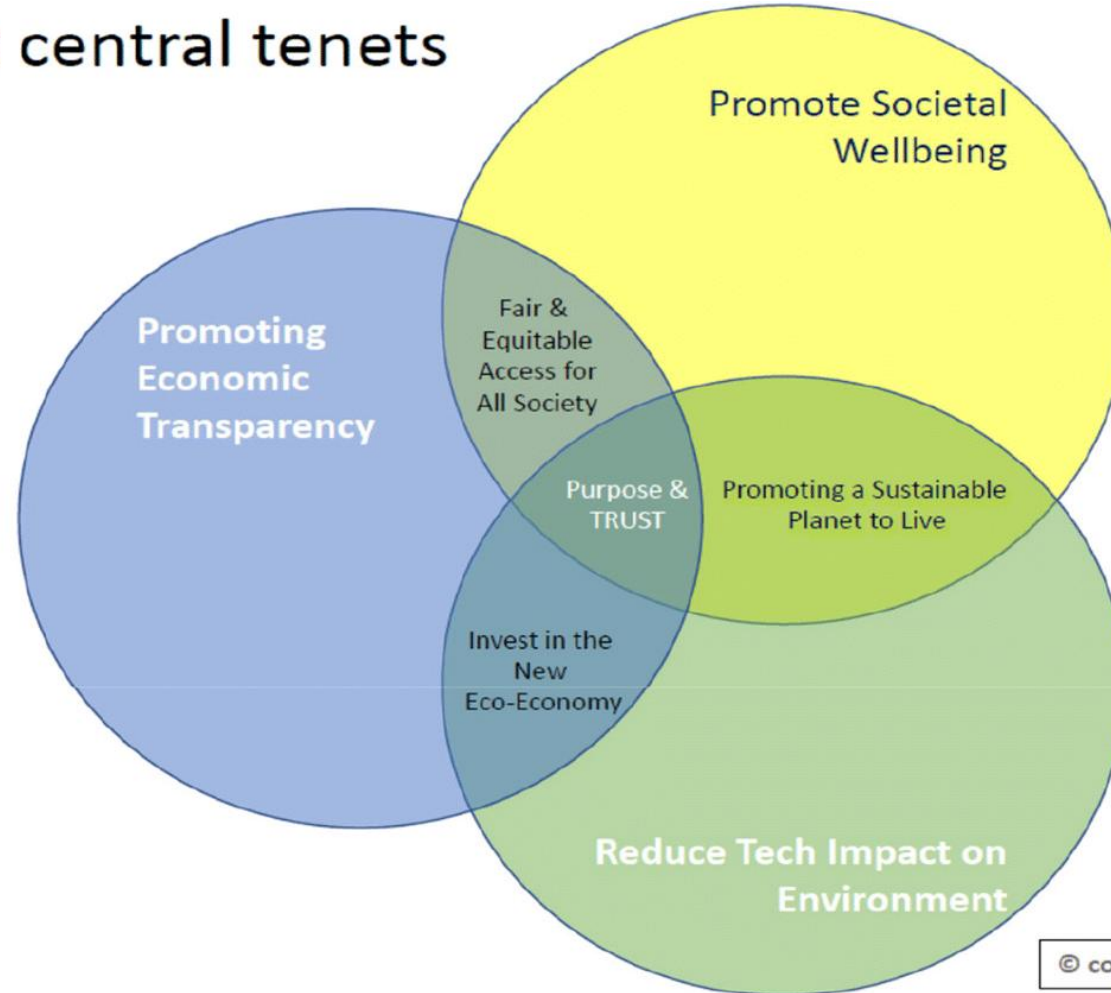 central tenets
Promote Societal
Wellbeing
Promoting
Economic
Transparency
Fair &
Equitable
Access for
All Society
Purpose &
TRUST
Promoting a Sustainable
Planet to Live
Invest in the
New
Eco-Economy
Reduce Tech Impact on
Environment
©